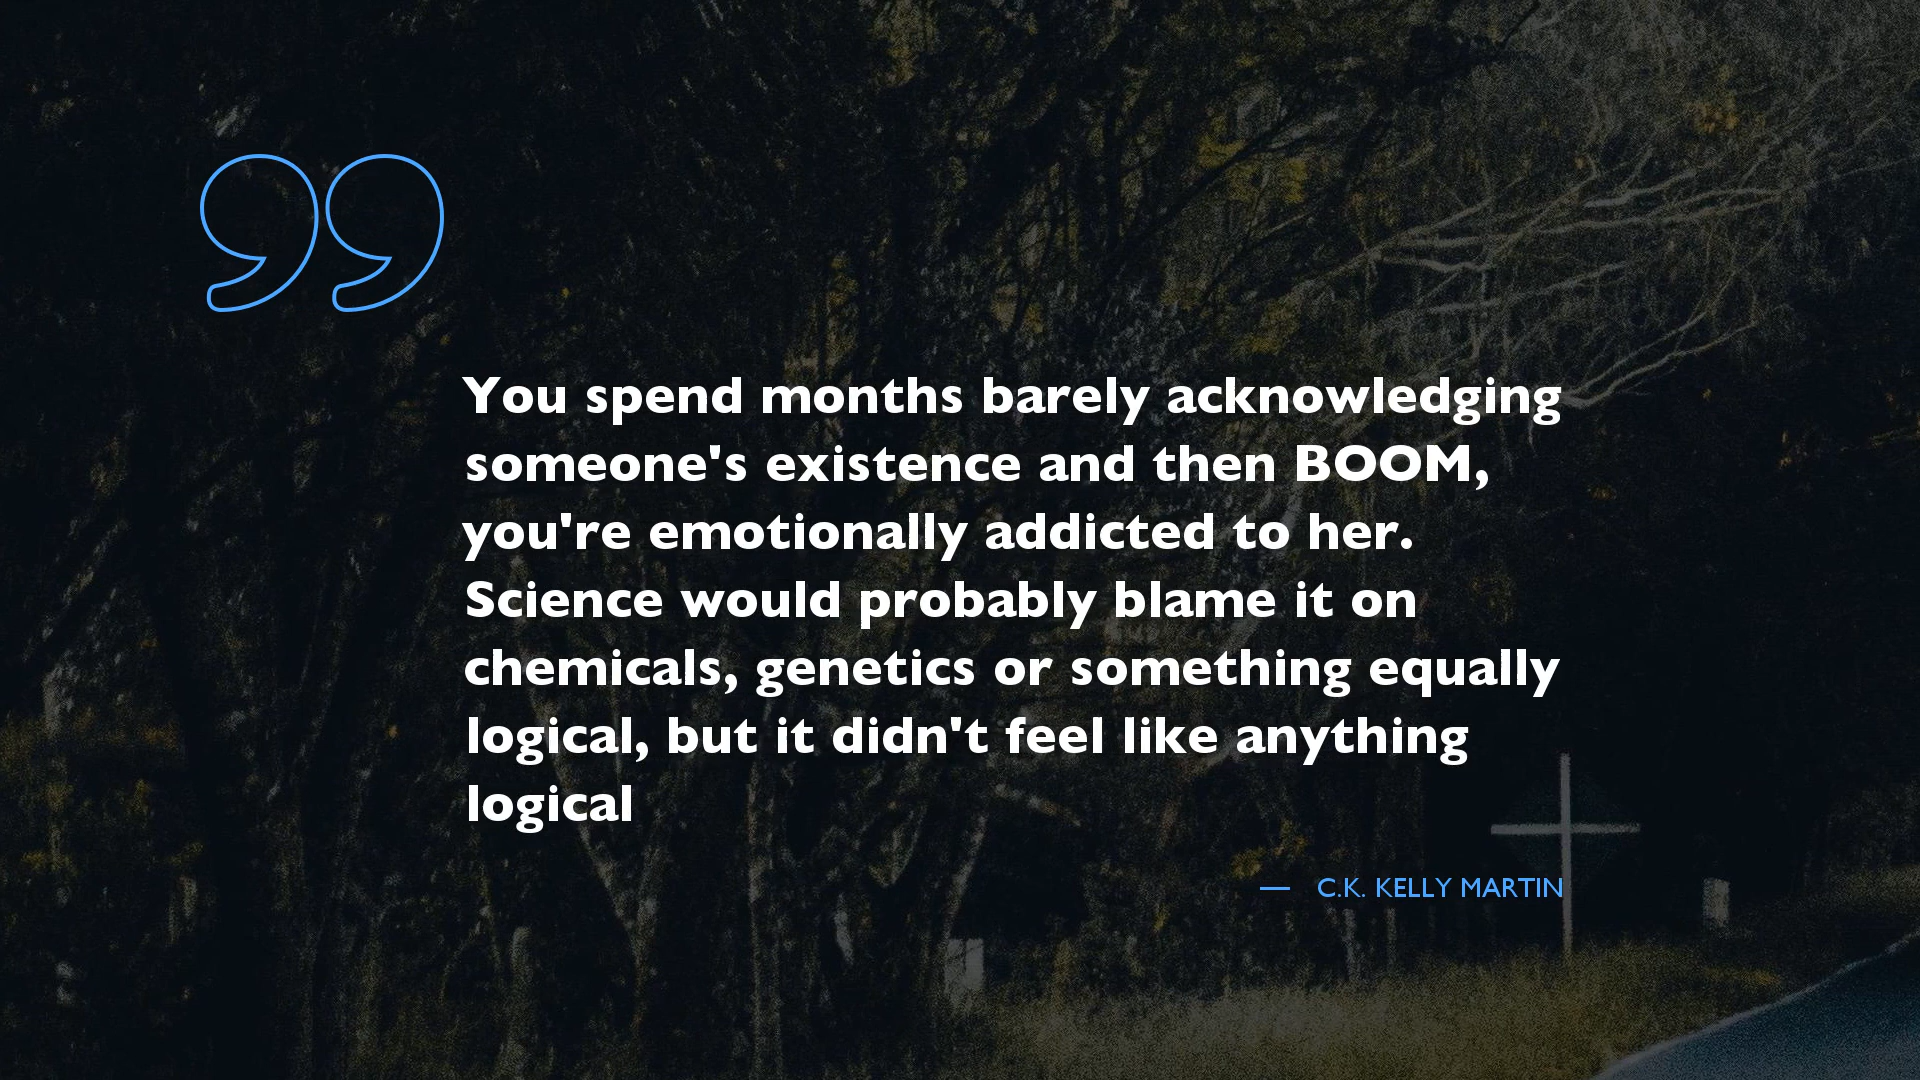 You spend months barely acknowledging
someone's existence and then BOOM,
you're emotionally addicted to her.
Science would probably blame it on
chemicals, genetics or something equally
logical, but it didn't feel like anything
logical
— C.K. KELLY MARTIN